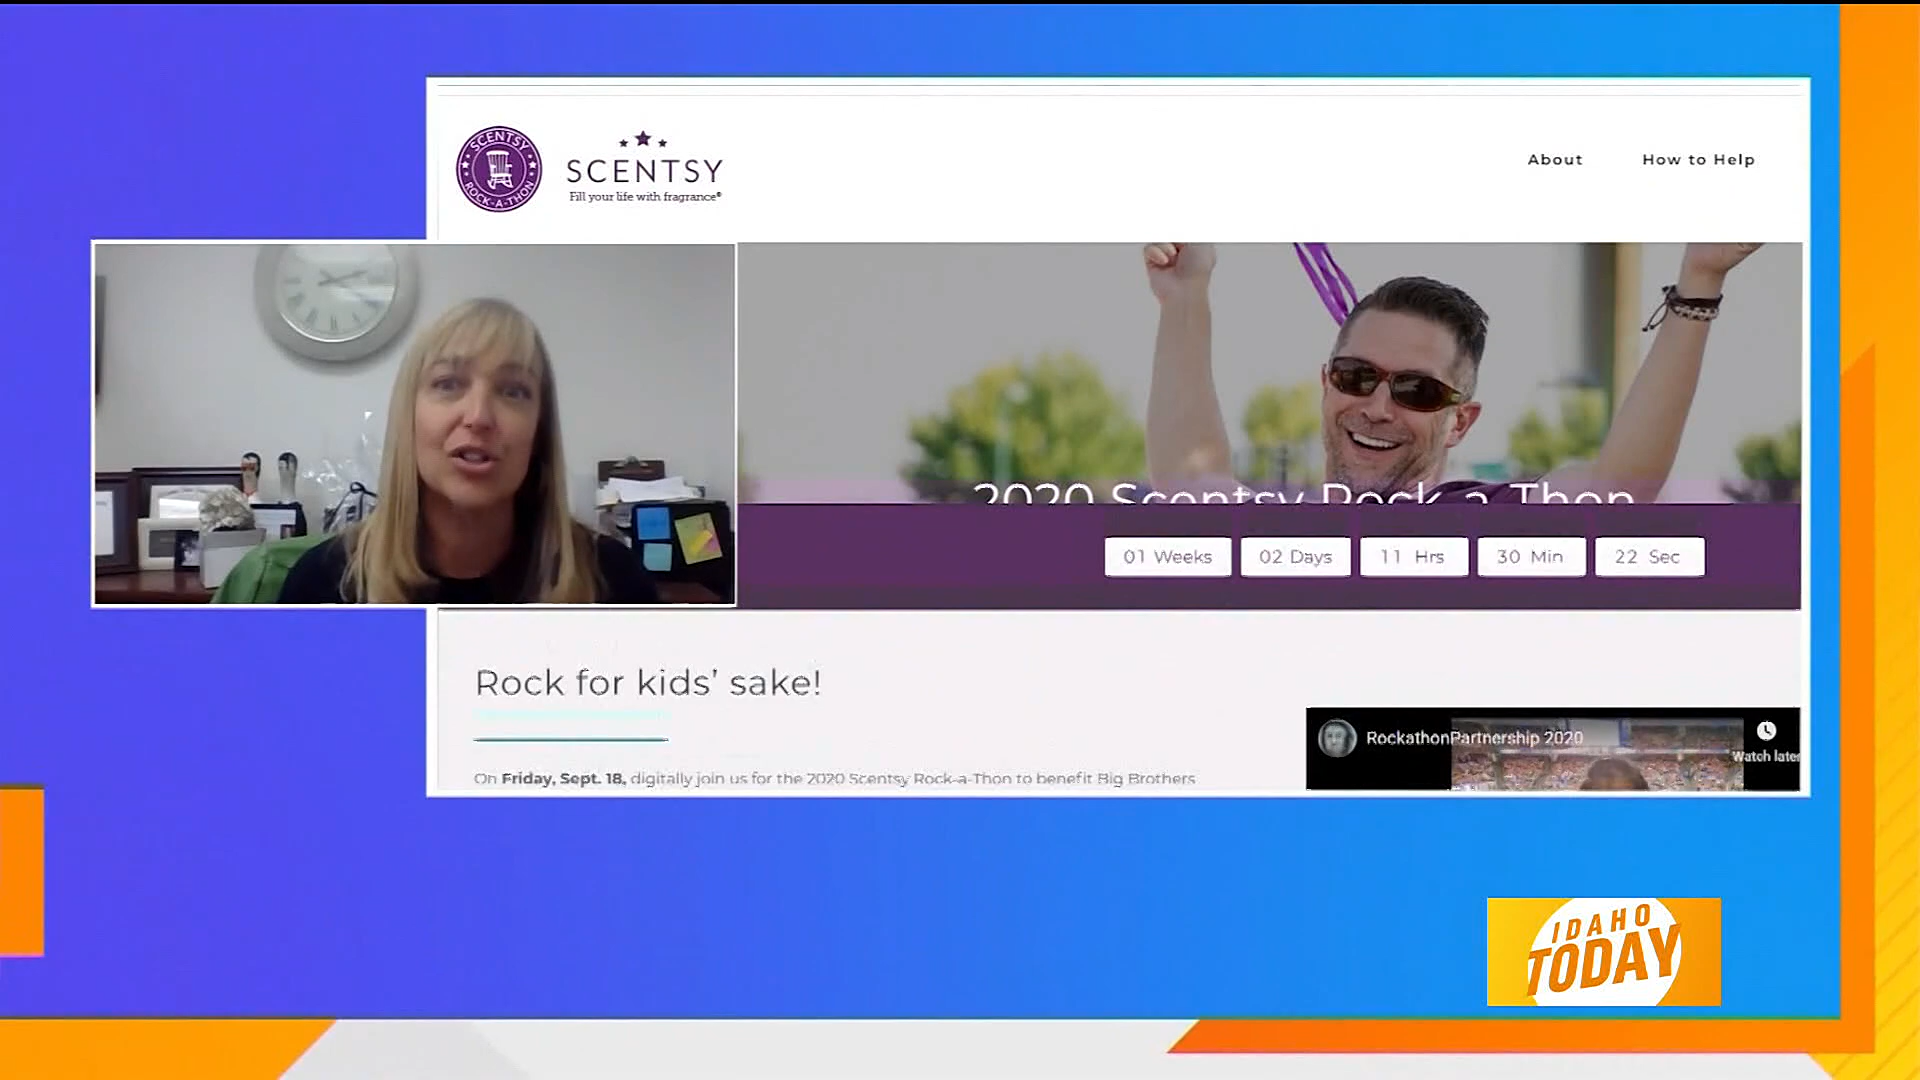 SCENTSY
ROCK-A-THON
SCENTSY
Fill your life with fragrance®
About
How to Help
2020 Scentsy Rock-a-Thon
01 Weeks
02 Days
11 Hrs
30 Min
22 Sec
Rock for kids’ sake!
On Friday, Sept. 18, digitally join us for the 2020 Scentsy Rock-a-Thon to benefit Big Brothers
RockathonPartnership 2020
Watch later
IDAHO
TODAY